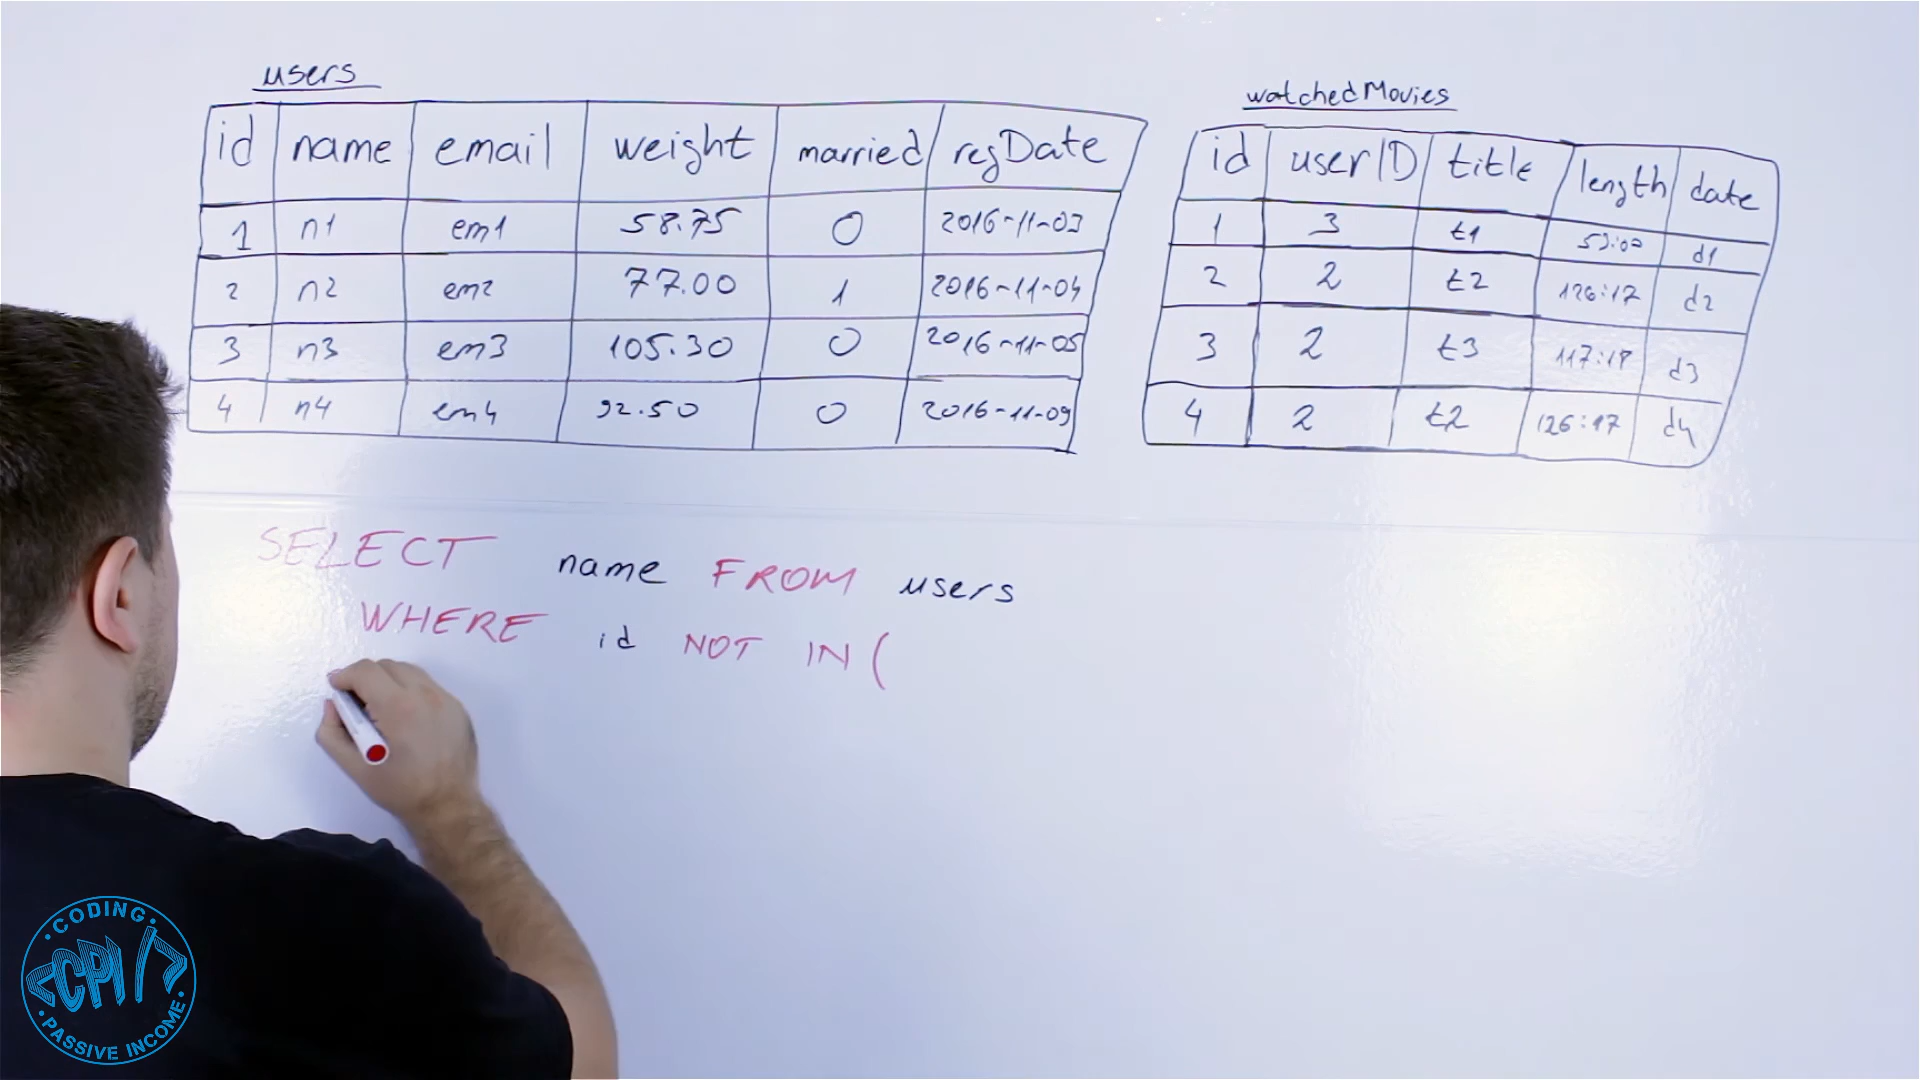 users
id name email weight married regDate
1 n1 em1 58.75 0 2016-11-03
2 n2 em2 77.00 1 2016-11-04
3 n3 em3 105.30 0 2016-11-05
4 n4 em4 92.50 0 2016-11-09
watchedMovies
id userID title length date
1 3 t1 d1
2 2 t2 126:17 d2
3 2 t3 117:18 d3
4 2 t2 126:17 d4
SELECT name FROM users
WHERE id NOT IN (
CODING
<CPI/>
PASSIVE INCOME